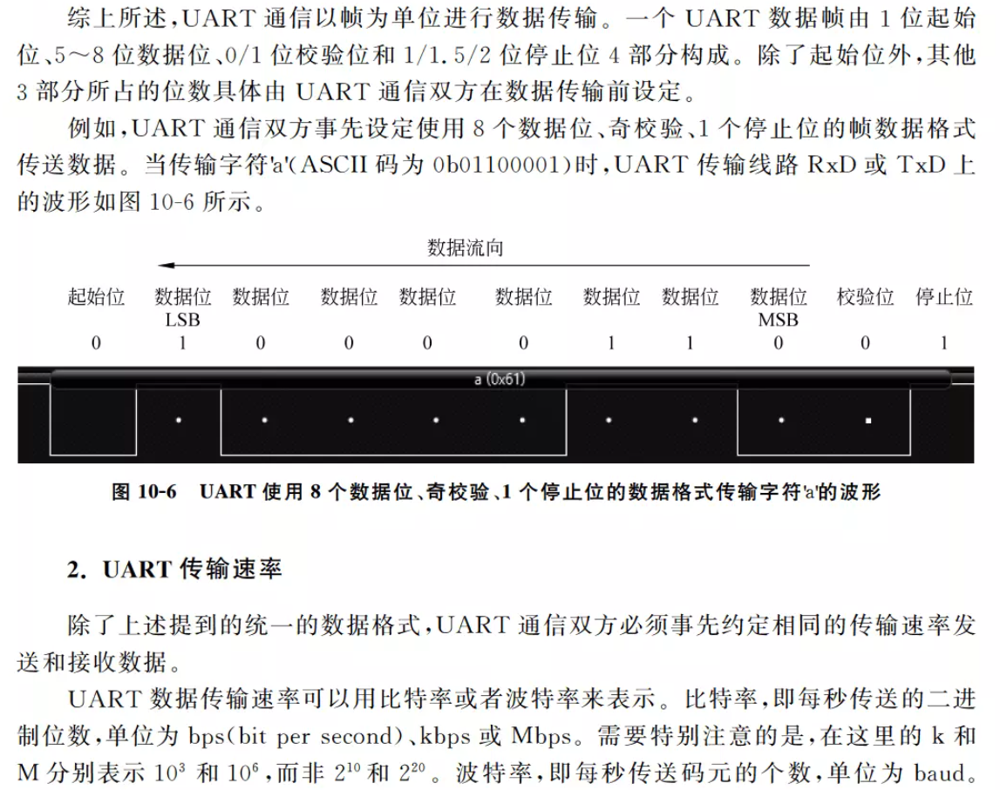 综上所述,UART 通信以帧为单位进行数据传输。一个 UART 数据帧由 1 位起始
位、5～8 位数据位、0/1 位校验位和 1/1.5/2 位停止位 4 部分构成。除了起始位外,其他
3 部分所占的位数具体由 UART 通信双方在数据传输前设定。
例如,UART 通信双方事先设定使用 8 个数据位、奇校验、1 个停止位的帧数据格式
传送数据。当传输字符'a'(ASCII 码为 0b01100001)时,UART 传输线路 RxD 或 TxD 上
的波形如图 10-6 所示。
数据流向
起始位 数据位 数据位 数据位 数据位 数据位 数据位 数据位 数据位 校验位 停止位
LSB MSB
0 1 0 0 0 0 1 1 0 0 1
a (0x61)
图 10-6 UART 使用 8 个数据位、奇校验、1 个停止位的数据格式传输字符'a'的波形
2. UART 传输速率
除了上述提到的统一的数据格式,UART 通信双方必须事先约定相同的传输速率发
送和接收数据。
UART 数据传输速率可以用比特率或者波特率来表示。比特率,即每秒传送的二进
制位数,单位为 bps(bit per second)、kbps 或 Mbps。需要特别注意的是,在这里的 k 和
M 分别表示 10³ 和 10⁶,而非 2¹⁰ 和 2²⁰。波特率,即每秒传送码元的个数,单位为 baud。